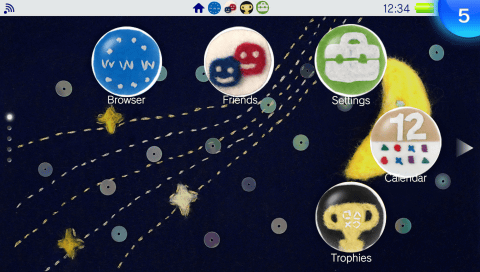 12:34
5
W W W
Browser
Friends
Settings
12
Calendar
Trophies